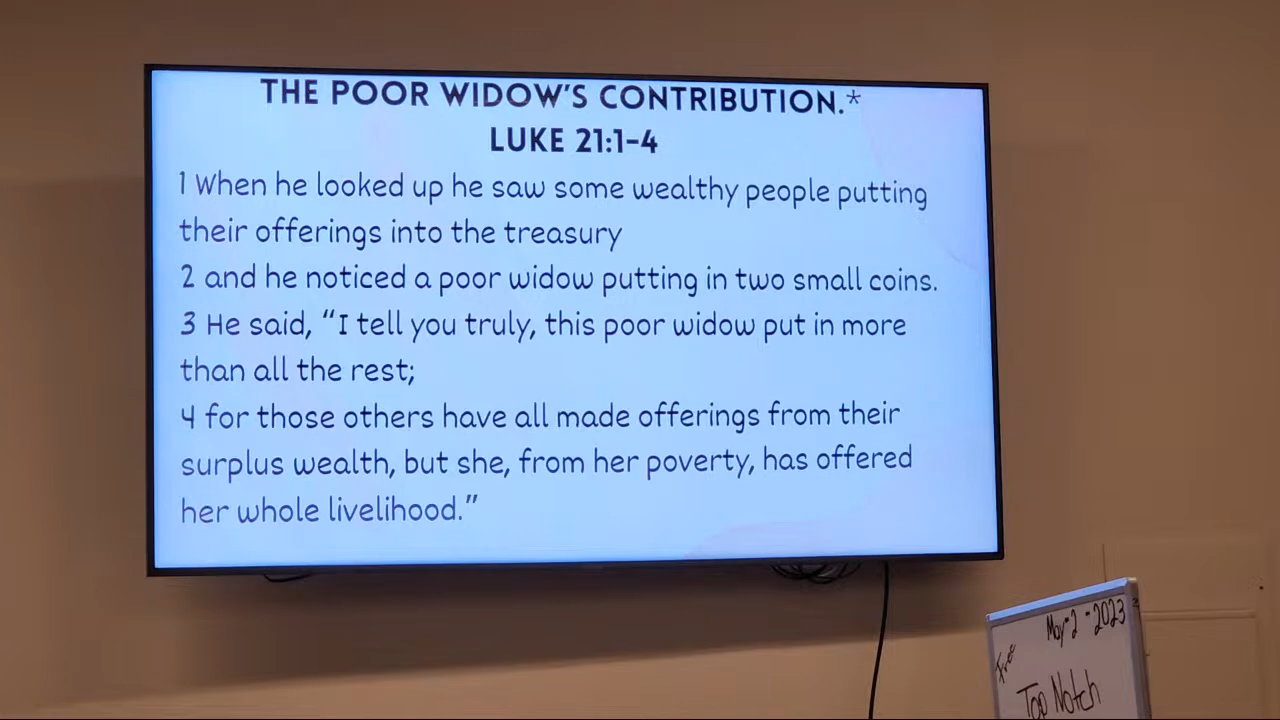 THE POOR WIDOW'S CONTRIBUTION.*
LUKE 21:1-4
1 When he looked up he saw some wealthy people putting
their offerings into the treasury
2 and he noticed a poor widow putting in two small coins.
3 He said, "I tell you truly, this poor widow put in more
than all the rest;
4 for those others have all made offerings from their
surplus wealth, but she, from her poverty, has offered
her whole livelihood."
May-2-2023
Free
Top Notch